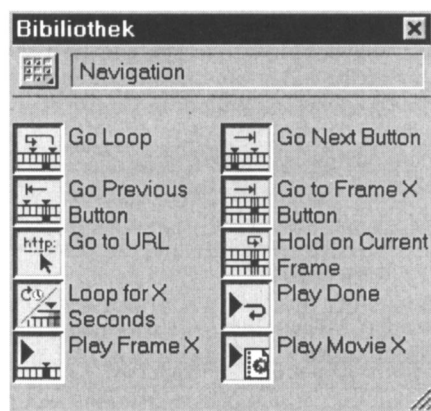 Bibiliothek
Navigation
Go Loop
Go Next Button
Go Previous
Button
Go to Frame X
Button
http:
Go to URL
Hold on Current
Frame
Loop for X
Seconds
Play Done
Play Frame X
Play Movie X